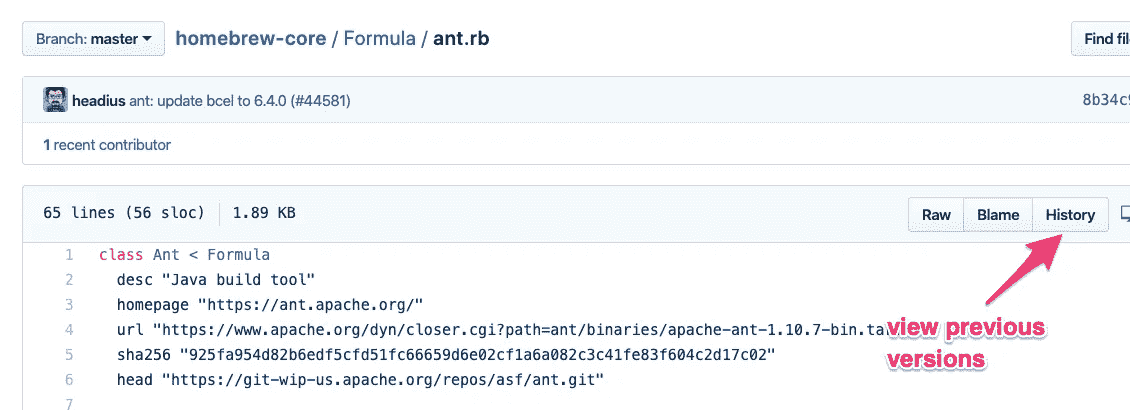 Branch: master
homebrew-core / Formula / ant.rb
Find fil
headius ant: update bcel to 6.4.0 (#44581)
8b34c9
1 recent contributor
65 lines (56 sloc) 1.89 KB
Raw Blame History
1 class Ant < Formula
2 desc "Java build tool"
3 homepage "https://ant.apache.org/"
4 url "https://www.apache.org/dyn/closer.cgi?path=ant/binaries/apache-ant-1.10.7-bin.ta
5 sha256 "925fa954d82b6edf5cfd51fc66659d6e02cf1a6a082c3c41fe83f604c2d17c02"
6 head "https://git-wip-us.apache.org/repos/asf/ant.git"
7
view previous
versions